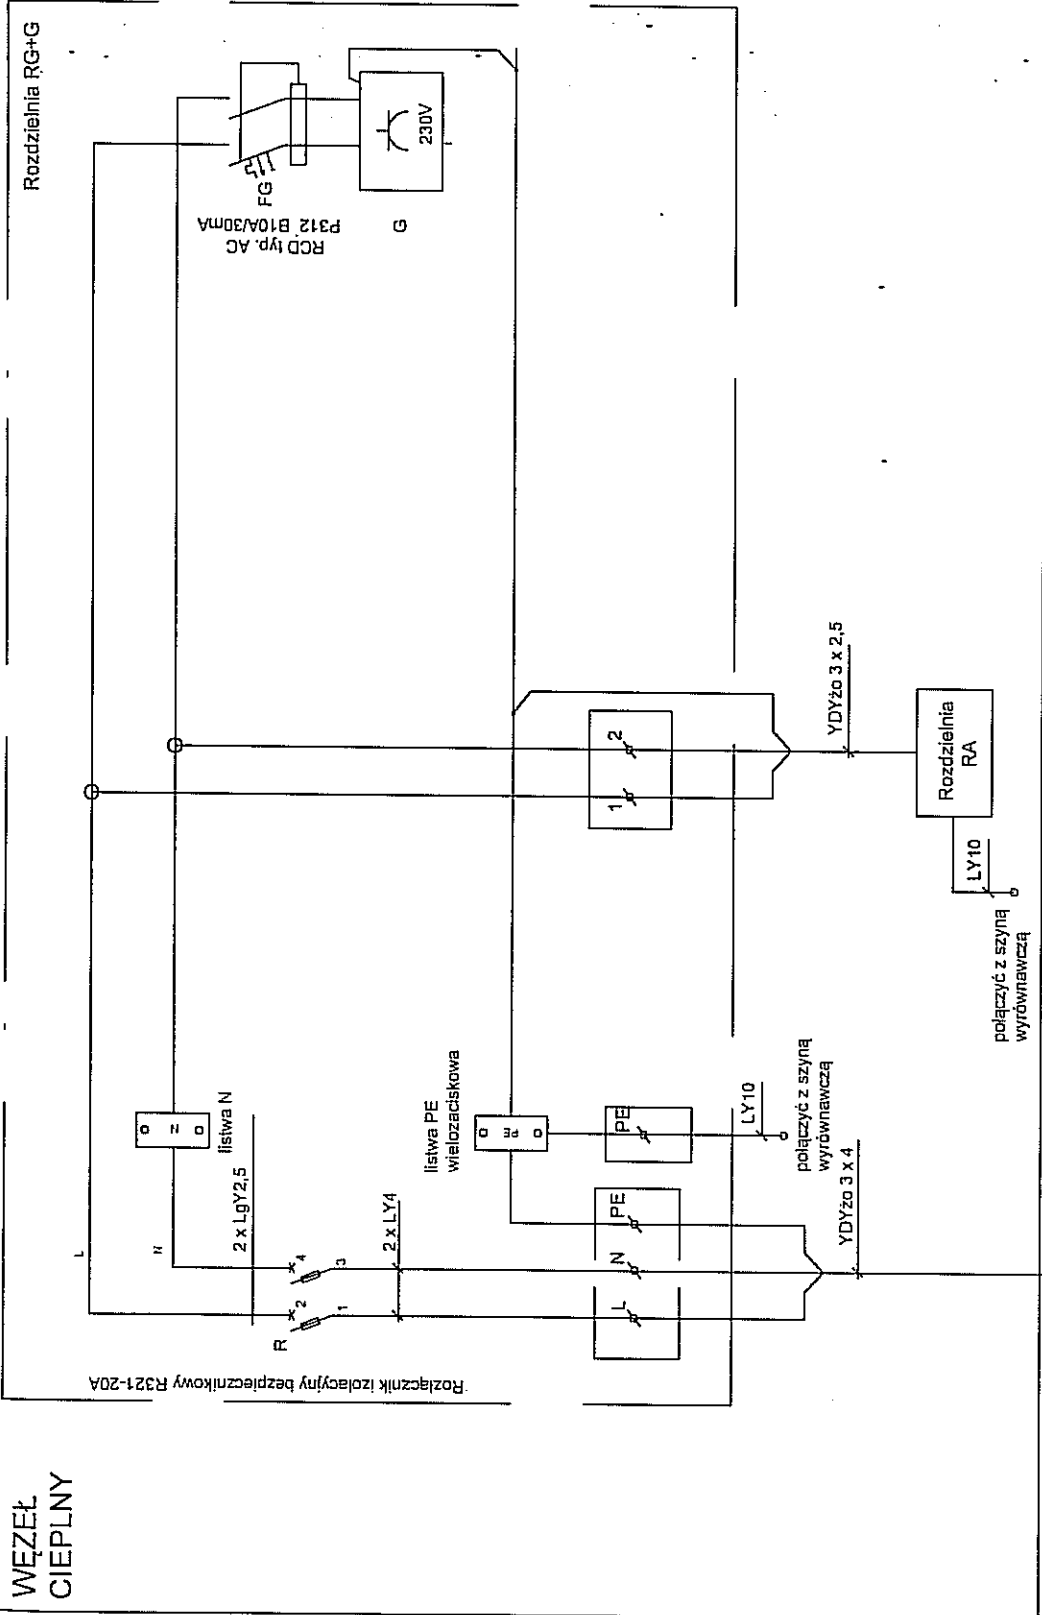 WĘZEŁ
CIEPLNY
Rozdzielnia RG+G
L
N
N
listwa N
2 x LgY2,5
R
2
4
1
3
2 x LY4
Rozłącznik izolacyjny bezpiecznikowy R321-20A
listwa PE
wielozaciskowa
PE
L
N
PE
PE
LY10
połączyć z szyną
wyrównawczą
YDYżo 3 x 4
1
2
YDYżo 3 x 2,5
Rozdzielnia
RA
LY10
połączyć z szyną
wyrównawczą
FG
RCD typ. AC
P312 B10A/30mA
230V
G